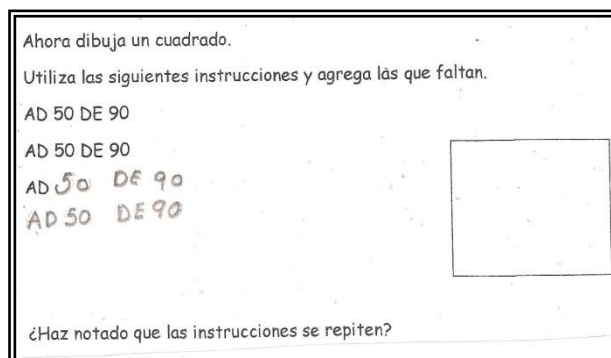 Ahora dibuja un cuadrado.
Utiliza las siguientes instrucciones y agrega las que faltan.
AD 50 DE 90
AD 50 DE 90
AD 50 DE 90
AD 50 DE 90
¿Haz notado que las instrucciones se repiten?